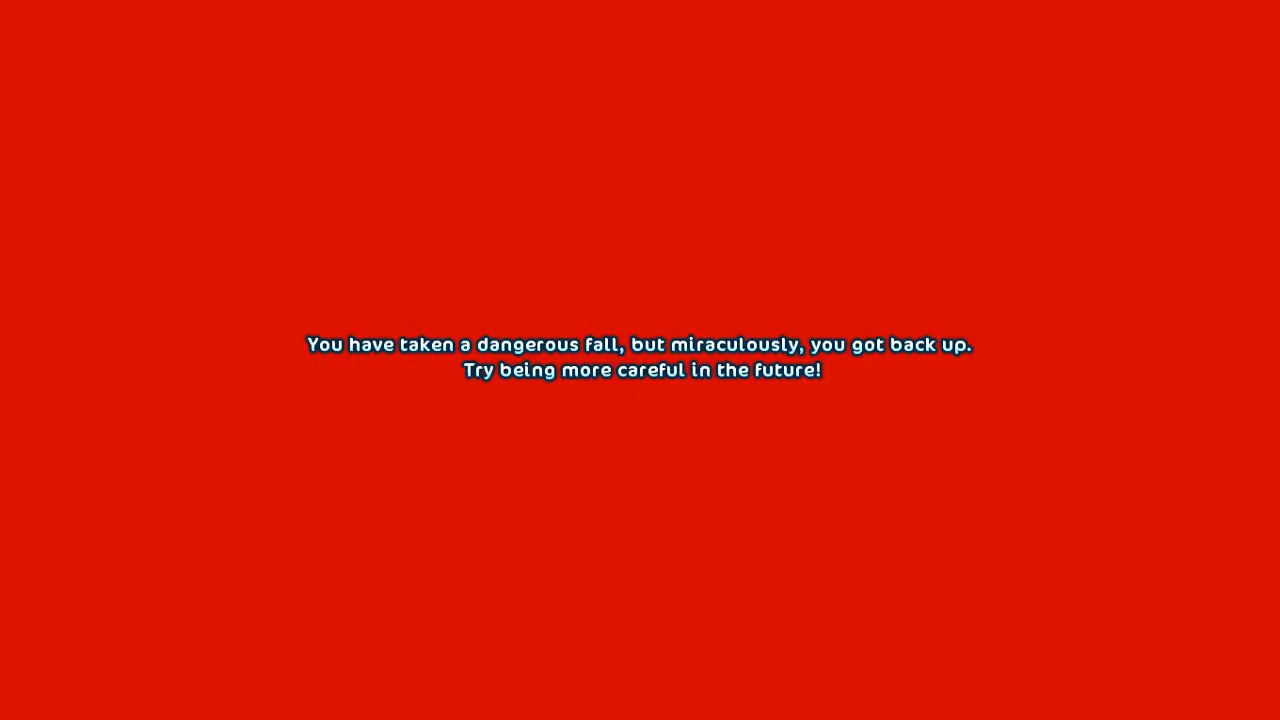 You have taken a dangerous fall, but miraculously, you got back up.
Try being more careful in the future!